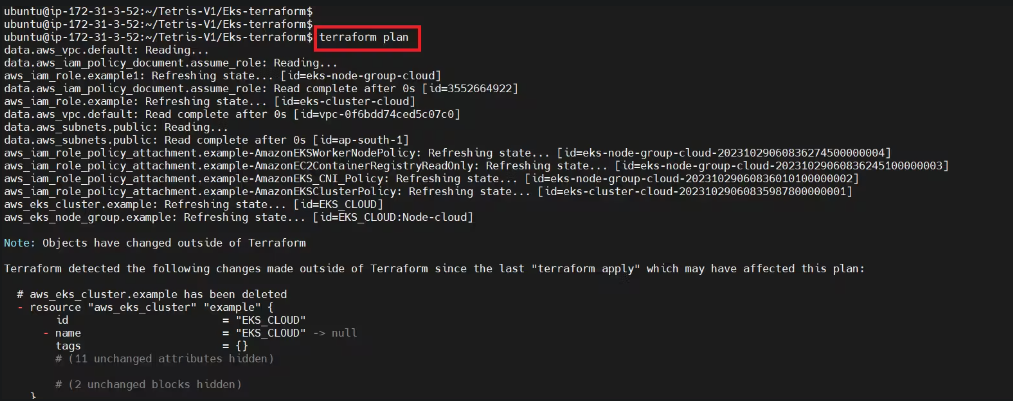 ubuntu@ip-172-31-3-52:~/Tetris-V1/Eks-terraform$
ubuntu@ip-172-31-3-52:~/Tetris-V1/Eks-terraform$
ubuntu@ip-172-31-3-52:~/Tetris-V1/Eks-terraform$ terraform plan
data.aws_vpc.default: Reading...
data.aws_iam_policy_document.assume_role: Reading...
aws_iam_role.example1: Refreshing state... [id=eks-node-group-cloud]
data.aws_iam_policy_document.assume_role: Read complete after 0s [id=3552664922]
aws_iam_role.example: Refreshing state... [id=eks-cluster-cloud]
data.aws_vpc.default: Read complete after 0s [id=vpc-0f6bdd74ced5c07c0]
data.aws_subnets.public: Reading...
data.aws_subnets.public: Read complete after 0s [id=ap-south-1]
aws_iam_role_policy_attachment.example-AmazonEKSWorkerNodePolicy: Refreshing state... [id=eks-node-group-cloud-20231029060836274500000004]
aws_iam_role_policy_attachment.example-AmazonEC2ContainerRegistryReadOnly: Refreshing state... [id=eks-node-group-cloud-20231029060836245100000003]
aws_iam_role_policy_attachment.example-AmazonEKS_CNI_Policy: Refreshing state... [id=eks-node-group-cloud-20231029060836010100000002]
aws_iam_role_policy_attachment.example-AmazonEKSClusterPolicy: Refreshing state... [id=eks-cluster-cloud-20231029060835987800000001]
aws_eks_cluster.example: Refreshing state... [id=EKS_CLOUD]
aws_eks_node_group.example: Refreshing state... [id=EKS_CLOUD:Node-cloud]
Note: Objects have changed outside of Terraform
Terraform detected the following changes made outside of Terraform since the last "terraform apply" which may have affected this plan:
# aws_eks_cluster.example has been deleted
- resource "aws_eks_cluster" "example" {
id = "EKS_CLOUD"
- name = "EKS_CLOUD" -> null
tags = {}
# (11 unchanged attributes hidden)
# (2 unchanged blocks hidden)
}